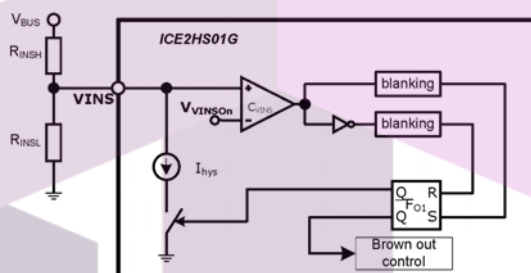 VBUS
ICE2HS01G
RINSH
blanking
VINS
VVINSOn
+
-
CVINS
blanking
RINSL
Ihys
Q R
FO1
Q S
Brown out
control